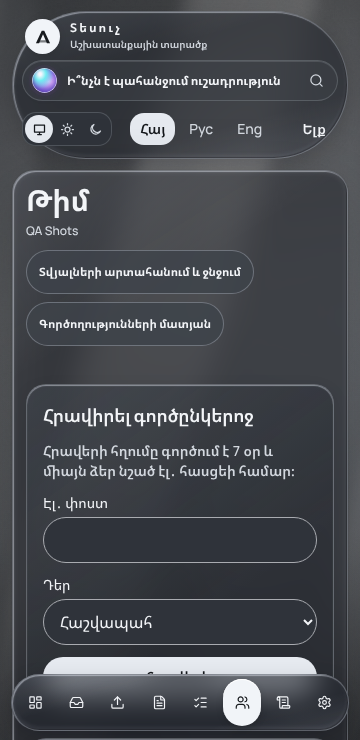 Տեսուչ
Աշխատանքային տարածք
Ի՞նչն է պահանջում ուշադրություն
Հայ Рус Eng Ելք
Թիմ
QA Shots
Տվյալների արտահանում և ջնջում
Գործողությունների մատյան
Հրավիրել գործընկերոջ
Հրավերի հղումը գործում է 7 օր և
միայն ձեր նշած էլ․ հասցեի համար։
Էլ․ փոստ
Դեր
Հաշվապահ